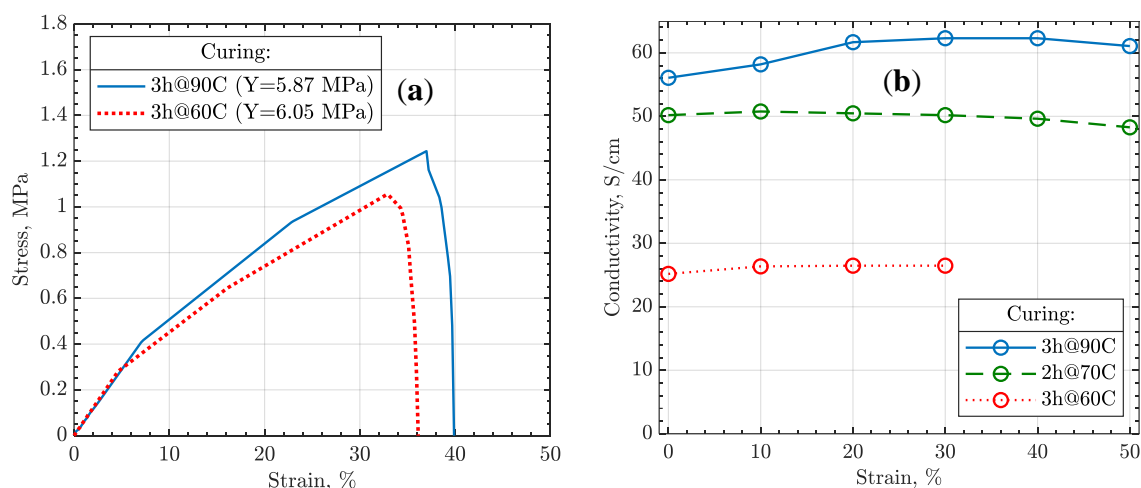 1.8
1.6
1.4
1.2
1
0.8
0.6
0.4
0.2
0
0 10 20 30 40 50
Stress, MPa
Strain, %
Curing:
3h@90C (Y=5.87 MPa)
3h@60C (Y=6.05 MPa)
(a)
60
50
40
30
20
10
0
0 10 20 30 40 50
Conductivity, S/cm
Strain, %
(b)
Curing:
3h@90C
2h@70C
3h@60C